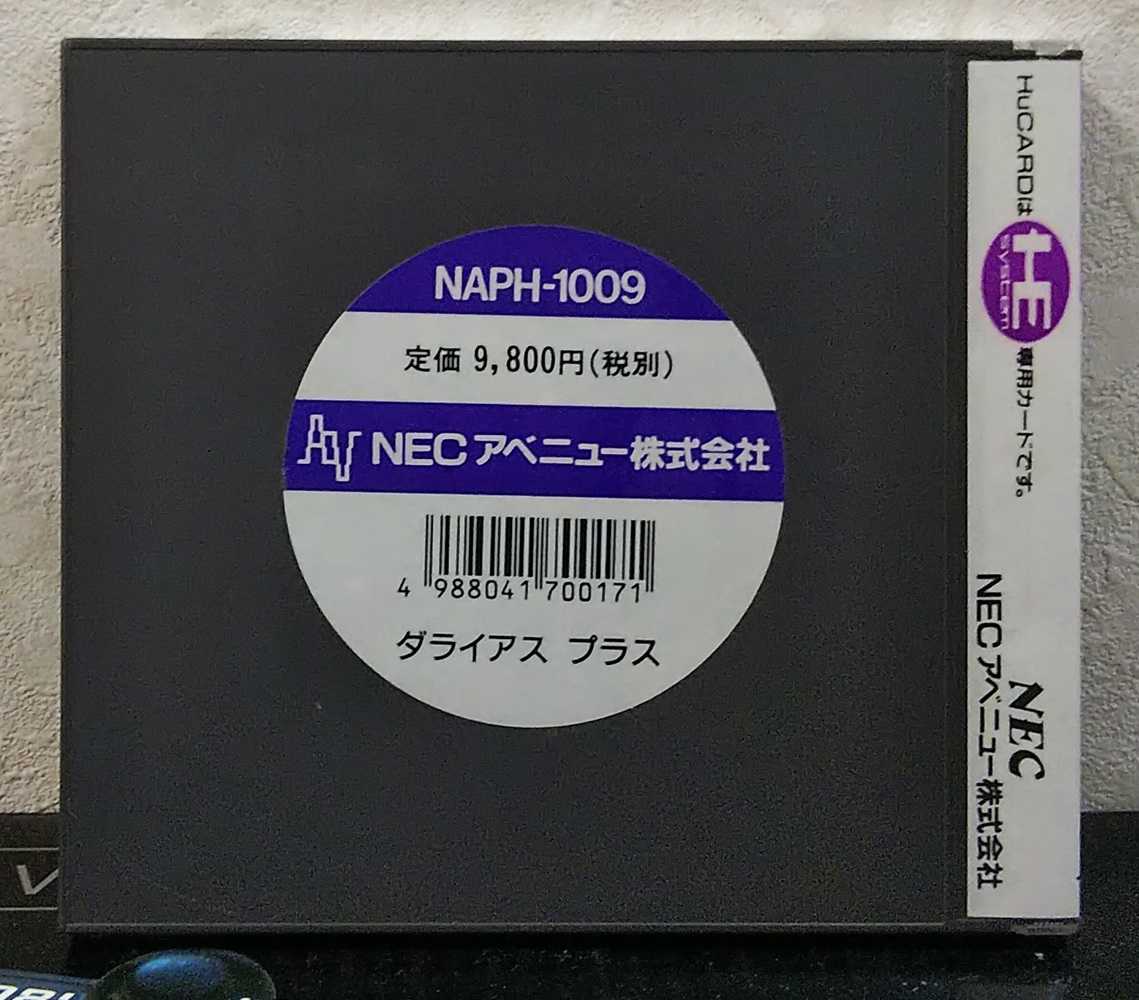 NAPH-1009
定価 9,800円(税別)
NECアベニュー株式会社
4 988041 700171
ダライアス プラス
HuCARDは HE system 専用カードです。
NEC
NECアベニュー株式会社